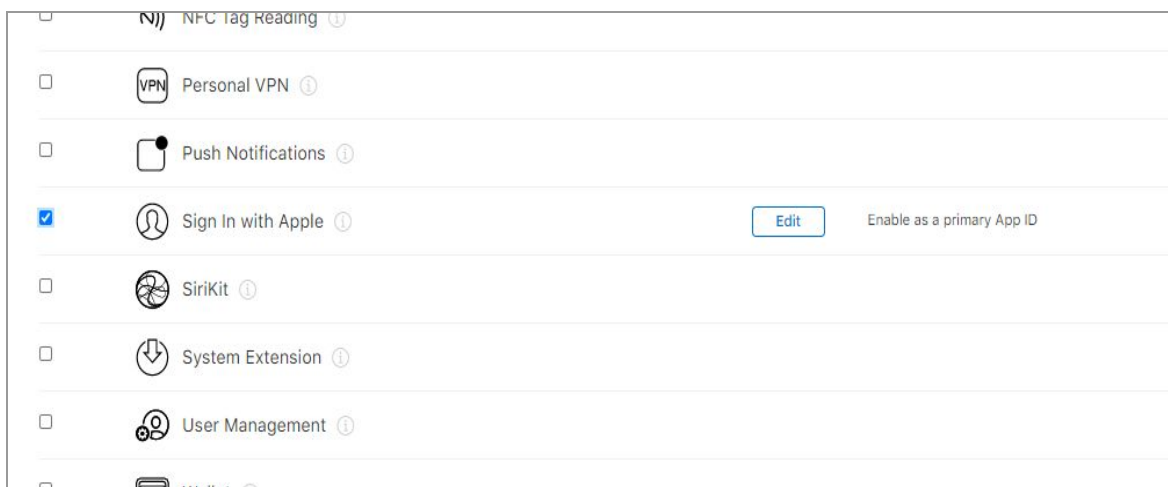 NFC Tag Reading
VPN Personal VPN
Push Notifications
Sign In with Apple Edit Enable as a primary App ID
SiriKit
System Extension
User Management